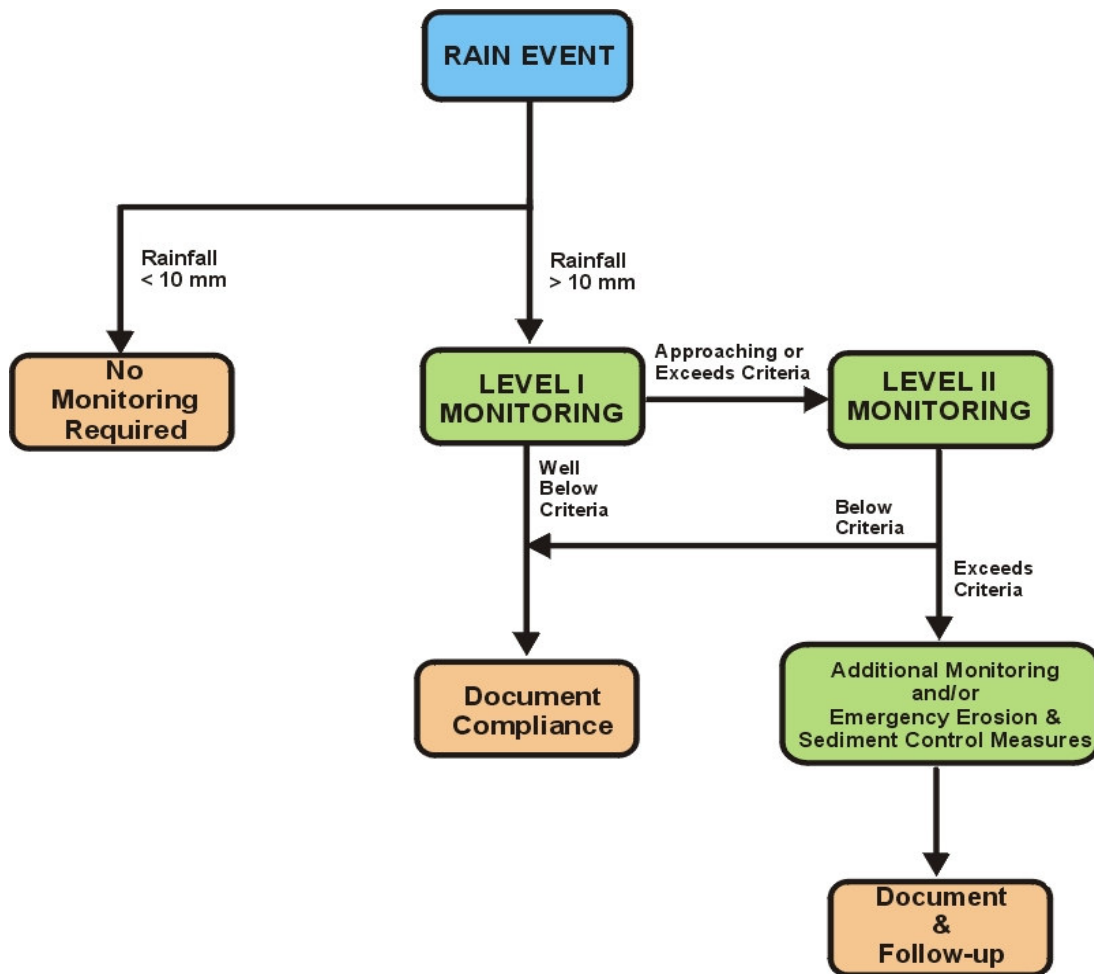 RAIN EVENT
Rainfall
< 10 mm
Rainfall
> 10 mm
No
Monitoring
Required
LEVEL I
MONITORING
Approaching or
Exceeds Criteria
LEVEL II
MONITORING
Well
Below
Criteria
Below
Criteria
Exceeds
Criteria
Document
Compliance
Additional Monitoring
and/or
Emergency Erosion &
Sediment Control Measures
Document
&
Follow-up